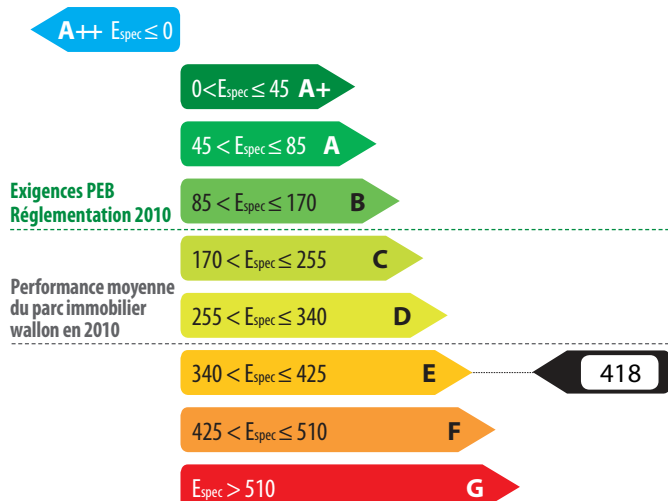 A++ Espec ≤ 0
0<Espec ≤ 45 A+
45 < Espec ≤ 85 A
Exigences PEB
Réglementation 2010
85 < Espec ≤ 170 B
170 < Espec ≤ 255 C
Performance moyenne
du parc immobilier
wallon en 2010
255 < Espec ≤ 340 D
340 < Espec ≤ 425 E
418
425 < Espec ≤ 510 F
Espec > 510 G